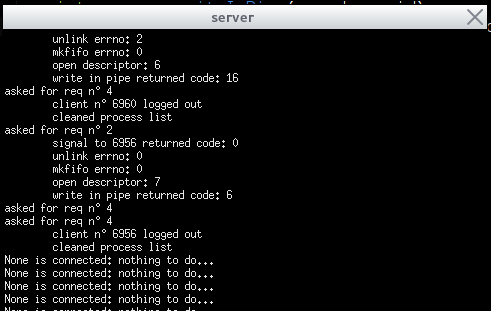 server
unlink errno: 2
mkfifo errno: 0
open descriptor: 6
write in pipe returned code: 16
asked for req n° 4
client n° 6960 logged out
cleaned process list
asked for req n° 2
signal to 6956 returned code: 0
unlink errno: 0
mkfifo errno: 0
open descriptor: 7
write in pipe returned code: 6
asked for req n° 4
asked for req n° 4
client n° 6956 logged out
cleaned process list
None is connected: nothing to do...
None is connected: nothing to do...
None is connected: nothing to do...
None is connected: nothing to do...
None is connected: nothing to do